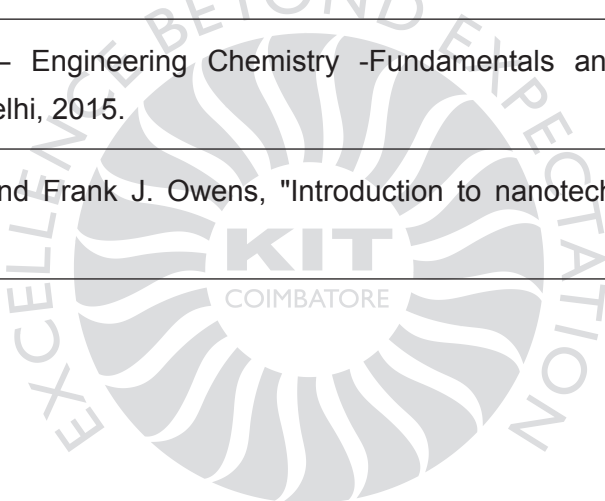 – Engineering Chemistry -Fundamentals an
elhi, 2015.
nd Frank J. Owens, "Introduction to nanotech
EXCELLENCE BEYOND EXPECTATION
KIT
COIMBATORE